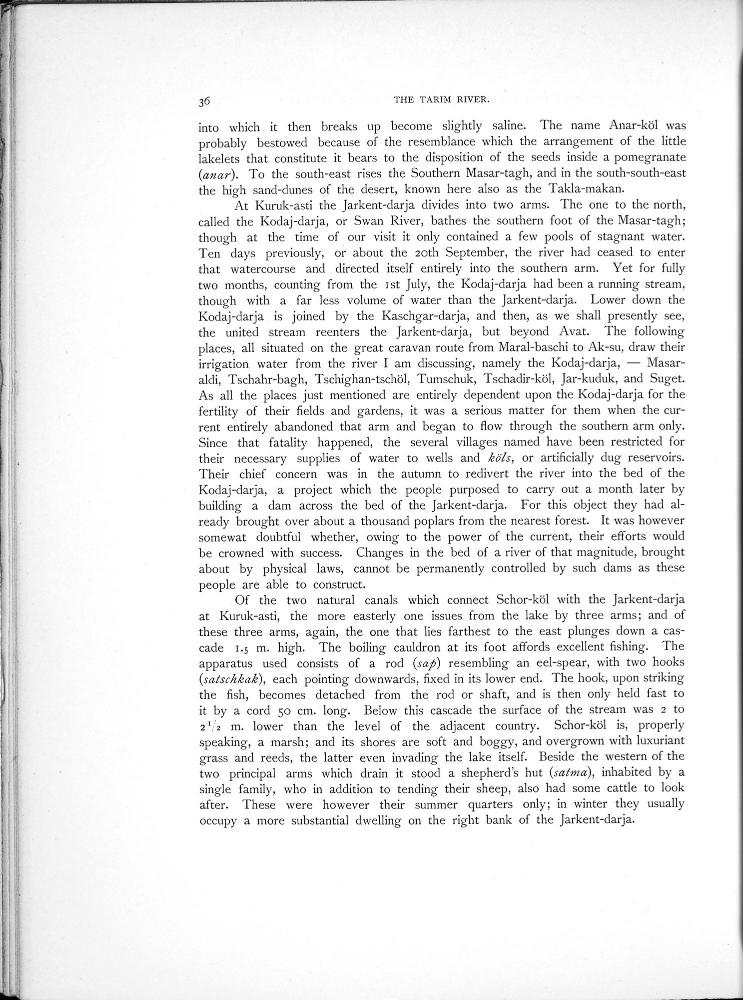 36
THE TARIM RIVER.
into which it then breaks up become slightly saline. The name Anar-köl was
probably bestowed because of the resemblance which the arrangement of the little
lakelets that constitute it bears to the disposition of the seeds inside a pomegranate
(anar). To the south-east rises the Southern Masar-tagh, and in the south-south-east
the high sand-dunes of the desert, known here also as the Takla-makan.
At Kuruk-asti the Jarkent-darja divides into two arms. The one to the north,
called the Kodaj-darja, or Swan River, bathes the southern foot of the Masar-tagh;
though at the time of our visit it only contained a few pools of stagnant water.
Ten days previously, or about the 20th September, the river had ceased to enter
that watercourse and directed itself entirely into the southern arm. Yet for fully
two months, counting from the 1st July, the Kodaj-darja had been a running stream,
though with a far less volume of water than the Jarkent-darja. Lower down the
Kodaj-darja is joined by the Kaschgar-darja, and then, as we shall presently see,
the united stream reenters the Jarkent-darja, but beyond Avat. The following
places, all situated on the great caravan route from Maral-baschi to Ak-su, draw their
irrigation water from the river I am discussing, namely the Kodaj-darja, — Masar-
aldi, Tschahr-bagh, Tschighan-tschöl, Tumschuk, Tschadir-köl, Jar-kuduk, and Suget.
As all the places just mentioned are entirely dependent upon the Kodaj-darja for the
fertility of their fields and gardens, it was a serious matter for them when the cur-
rent entirely abandoned that arm and began to flow through the southern arm only.
Since that fatality happened, the several villages named have been restricted for
their necessary supplies of water to wells and köls, or artificially dug reservoirs.
Their chief concern was in the autumn to redivert the river into the bed of the
Kodaj-darja, a project which the people purposed to carry out a month later by
building a dam across the bed of the Jarkent-darja. For this object they had al-
ready brought over about a thousand poplars from the nearest forest. It was however
somewat doubtful whether, owing to the power of the current, their efforts would
be crowned with success. Changes in the bed of a river of that magnitude, brought
about by physical laws, cannot be permanently controlled by such dams as these
people are able to construct.
Of the two natural canals which connect Schor-köl with the Jarkent-darja
at Kuruk-asti, the more easterly one issues from the lake by three arms; and of
these three arms, again, the one that lies farthest to the east plunges down a cas-
cade 1.5 m. high. The boiling cauldron at its foot affords excellent fishing. The
apparatus used consists of a rod (sap) resembling an eel-spear, with two hooks
(satschkak), each pointing downwards, fixed in its lower end. The hook, upon striking
the fish, becomes detached from the rod or shaft, and is then only held fast to
it by a cord 50 cm. long. Below this cascade the surface of the stream was 2 to
2 1/2 m. lower than the level of the adjacent country. Schor-köl is, properly
speaking, a marsh; and its shores are soft and boggy, and overgrown with luxuriant
grass and reeds, the latter even invading the lake itself. Beside the western of the
two principal arms which drain it stood a shepherd's hut (satma), inhabited by a
single family, who in addition to tending their sheep, also had some cattle to look
after. These were however their summer quarters only; in winter they usually
occupy a more substantial dwelling on the right bank of the Jarkent-darja.